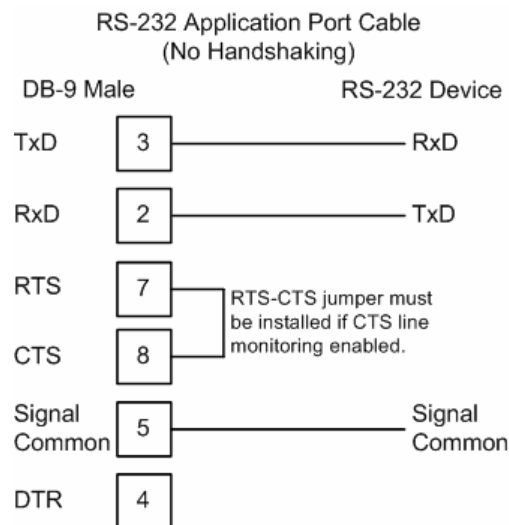 RS-232 Application Port Cable
(No Handshaking)
DB-9 Male
RS-232 Device
TxD 3 RxD
RxD 2 TxD
RTS 7
RTS-CTS jumper must
be installed if CTS line
monitoring enabled.
CTS 8
Signal
Common
5
Signal
Common
DTR 4